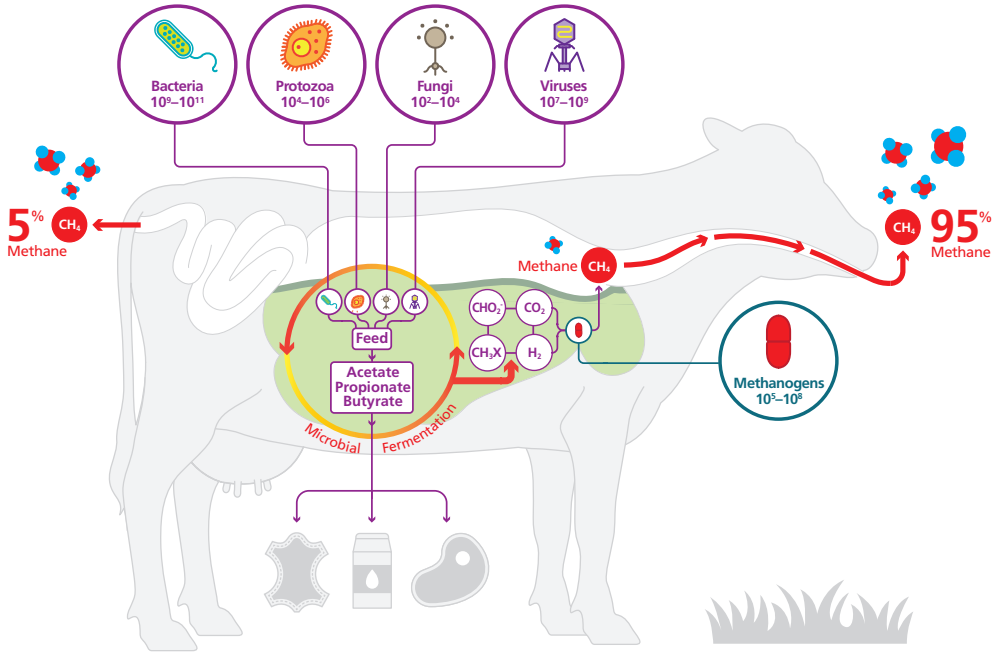 Bacteria
10⁹–10¹¹
Protozoa
10⁴–10⁶
Fungi
10²–10⁴
Viruses
10⁷–10⁹
5%
CH₄
Methane
CH₄
95%
Methane
Methane
CH₄
CHO₂⁻
CO₂
CH₃X
H₂
Feed
Acetate
Propionate
Butyrate
Microbial Fermentation
Methanogens
10⁵–10⁸